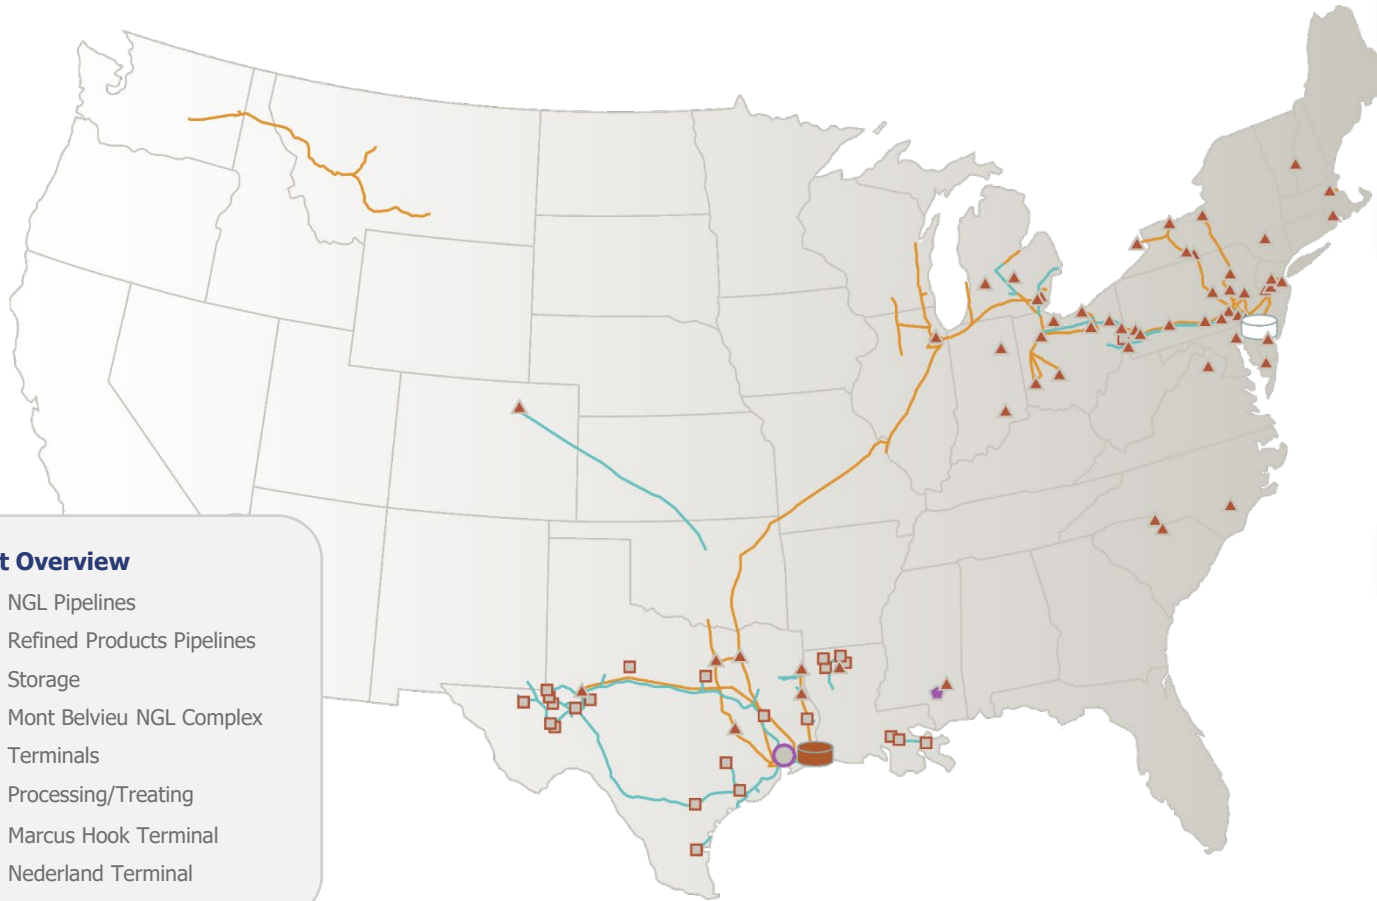 t Overview
NGL Pipelines
Refined Products Pipelines
Storage
Mont Belvieu NGL Complex
Terminals
Processing/Treating
Marcus Hook Terminal
Nederland Terminal